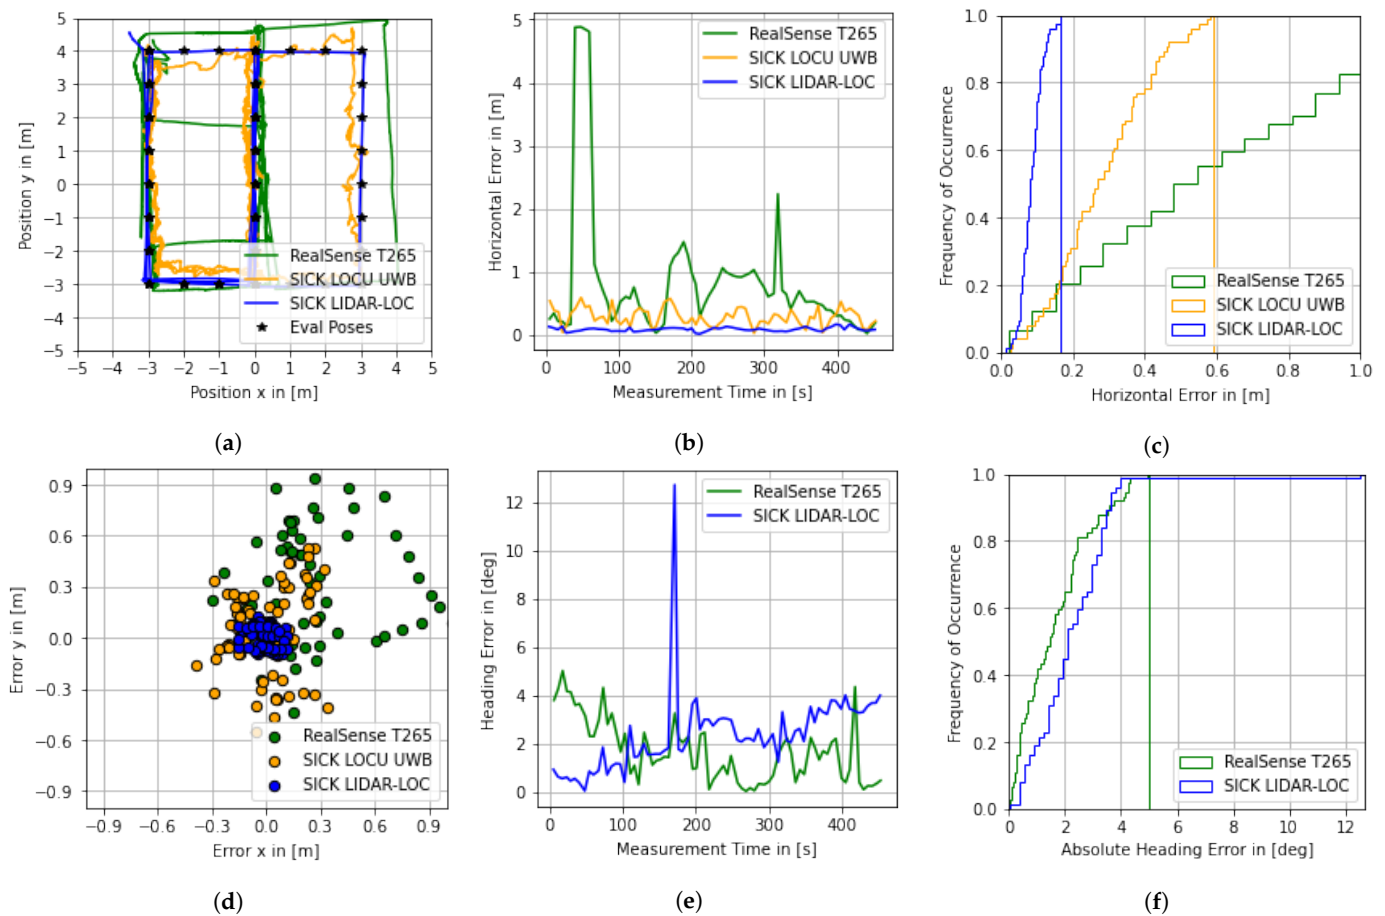 5
4
3
2
1
0
−1
−2
−3
−4
−5
Position y in [m]
RealSense T265
SICK LOCU UWB
SICK LIDAR-LOC
Eval Poses
−5 −4 −3 −2 −1 0 1 2 3 4 5
Position x in [m]
(a)
5
4
3
2
1
0
Horizontal Error in [m]
RealSense T265
SICK LOCU UWB
SICK LIDAR-LOC
0 100 200 300 400
Measurement Time in [s]
(b)
1.0
0.8
0.6
0.4
0.2
0.0
Frequency of Occurrence
RealSense T265
SICK LOCU UWB
SICK LIDAR-LOC
0.0 0.2 0.4 0.6 0.8 1.0
Horizontal Error in [m]
(c)
0.9
0.6
0.3
0.0
−0.3
−0.6
−0.9
Error y in [m]
RealSense T265
SICK LOCU UWB
SICK LIDAR-LOC
−0.9 −0.6 −0.3 0.0 0.3 0.6 0.9
Error x in [m]
(d)
12
10
8
6
4
2
0
Heading Error in [deg]
RealSense T265
SICK LIDAR-LOC
0 100 200 300 400
Measurement Time in [s]
(e)
1.0
0.8
0.6
0.4
0.2
0.0
Frequency of Occurrence
RealSense T265
SICK LIDAR-LOC
0 2 4 6 8 10 12
Absolute Heading Error in [deg]
(f)